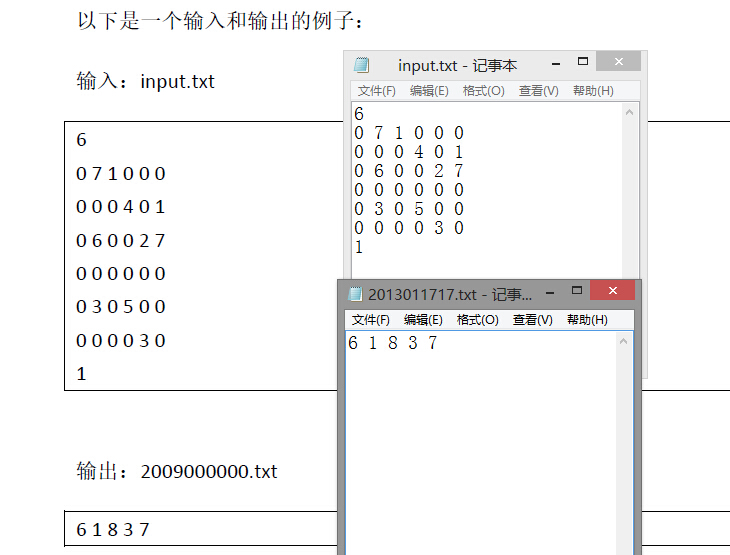 以下是一个输入和输出的例子：
输入：input.txt
6
0 7 1 0 0 0
0 0 0 4 0 1
0 6 0 0 2 7
0 0 0 0 0 0
0 3 0 5 0 0
0 0 0 0 3 0
1
输出：2009000000.txt
6 1 8 3 7
input.txt - 记事本
文件(F) 编辑(E) 格式(O) 查看(V) 帮助(H)
6
0 7 1 0 0 0
0 0 0 4 0 1
0 6 0 0 2 7
0 0 0 0 0 0
0 3 0 5 0 0
0 0 0 0 3 0
1
2013011717.txt - 记事...
文件(F) 编辑(E) 格式(O) 查看(V) 帮助(H)
6 1 8 3 7